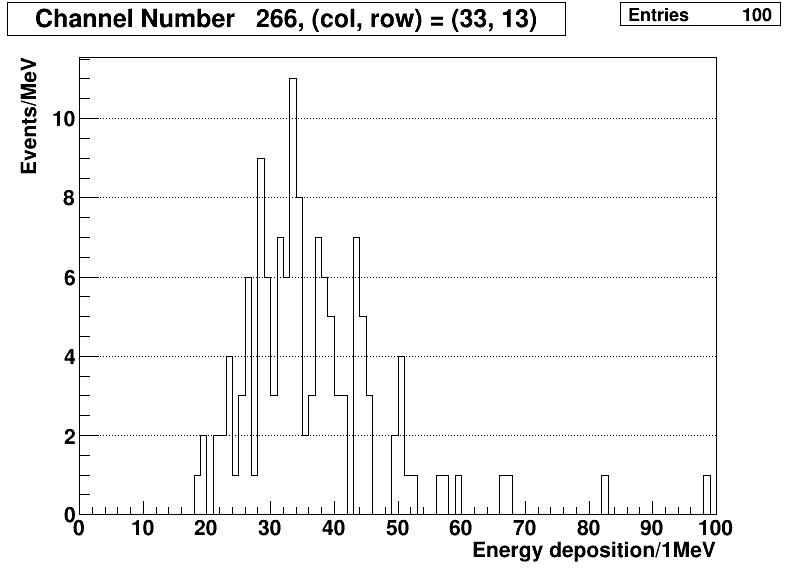 Channel Number 266, (col, row) = (33, 13)
Entries 100
Events/MeV
10
8
6
4
2
0
0 10 20 30 40 50 60 70 80 90 100
Energy deposition/1MeV